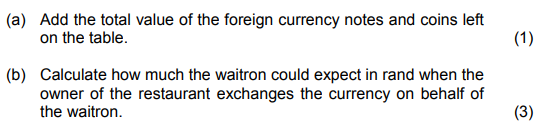 (a) Add the total value of the foreign currency notes and coins left
on the table. (1)
(b) Calculate how much the waitron could expect in rand when the
owner of the restaurant exchanges the currency on behalf of
the waitron. (3)